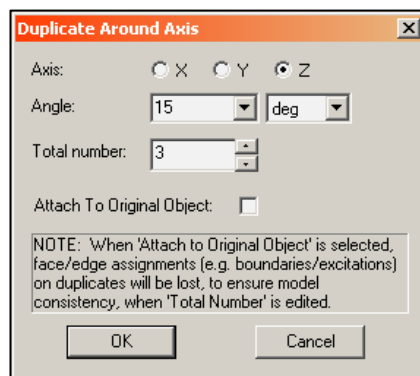 Duplicate Around Axis
Axis: X Y Z
Angle: 15 deg
Total number: 3
Attach To Original Object:
NOTE: When 'Attach to Original Object' is selected,
face/edge assignments (e.g. boundaries/excitations)
on duplicates will be lost, to ensure model
consistency, when 'Total Number' is edited.
OK Cancel